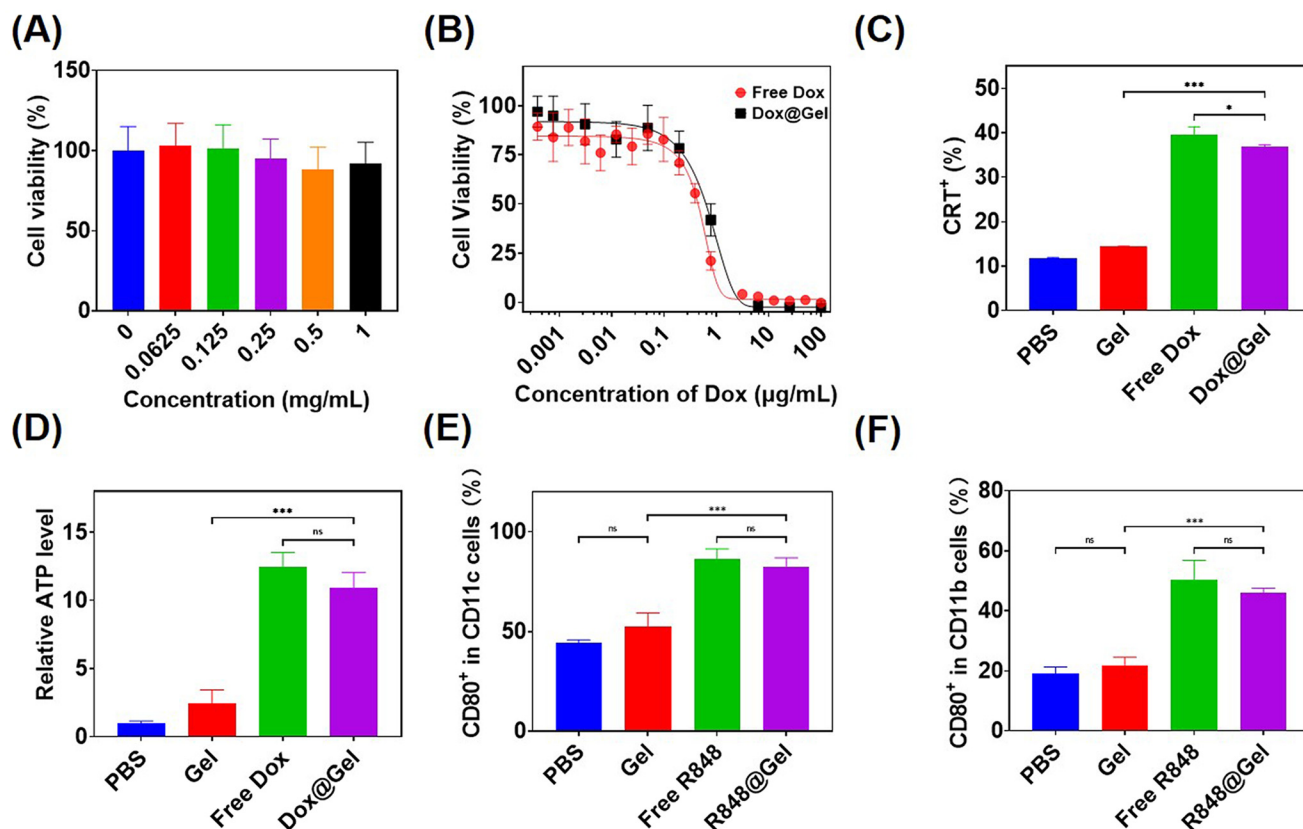 (A)
Cell viability (%)
150
100
50
0
0
0.0625
0.125
0.25
0.5
1
Concentration (mg/mL)
(B)
Cell Viability (%)
100
75
50
25
0
Free Dox
Dox@Gel
0.001
0.01
0.1
1
10
100
Concentration of Dox (μg/mL)
(C)
CRT⁺ (%)
50
40
30
20
10
0
***
*
PBS
Gel
Free Dox
Dox@Gel
(D)
Relative ATP level
15
10
5
0
***
ns
PBS
Gel
Free Dox
Dox@Gel
(E)
CD80⁺ in CD11c cells (%)
100
50
0
ns
***
ns
PBS
Gel
Free R848
R848@Gel
(F)
CD80⁺ in CD11b cells (%)
80
60
40
20
0
ns
***
ns
PBS
Gel
Free R848
R848@Gel